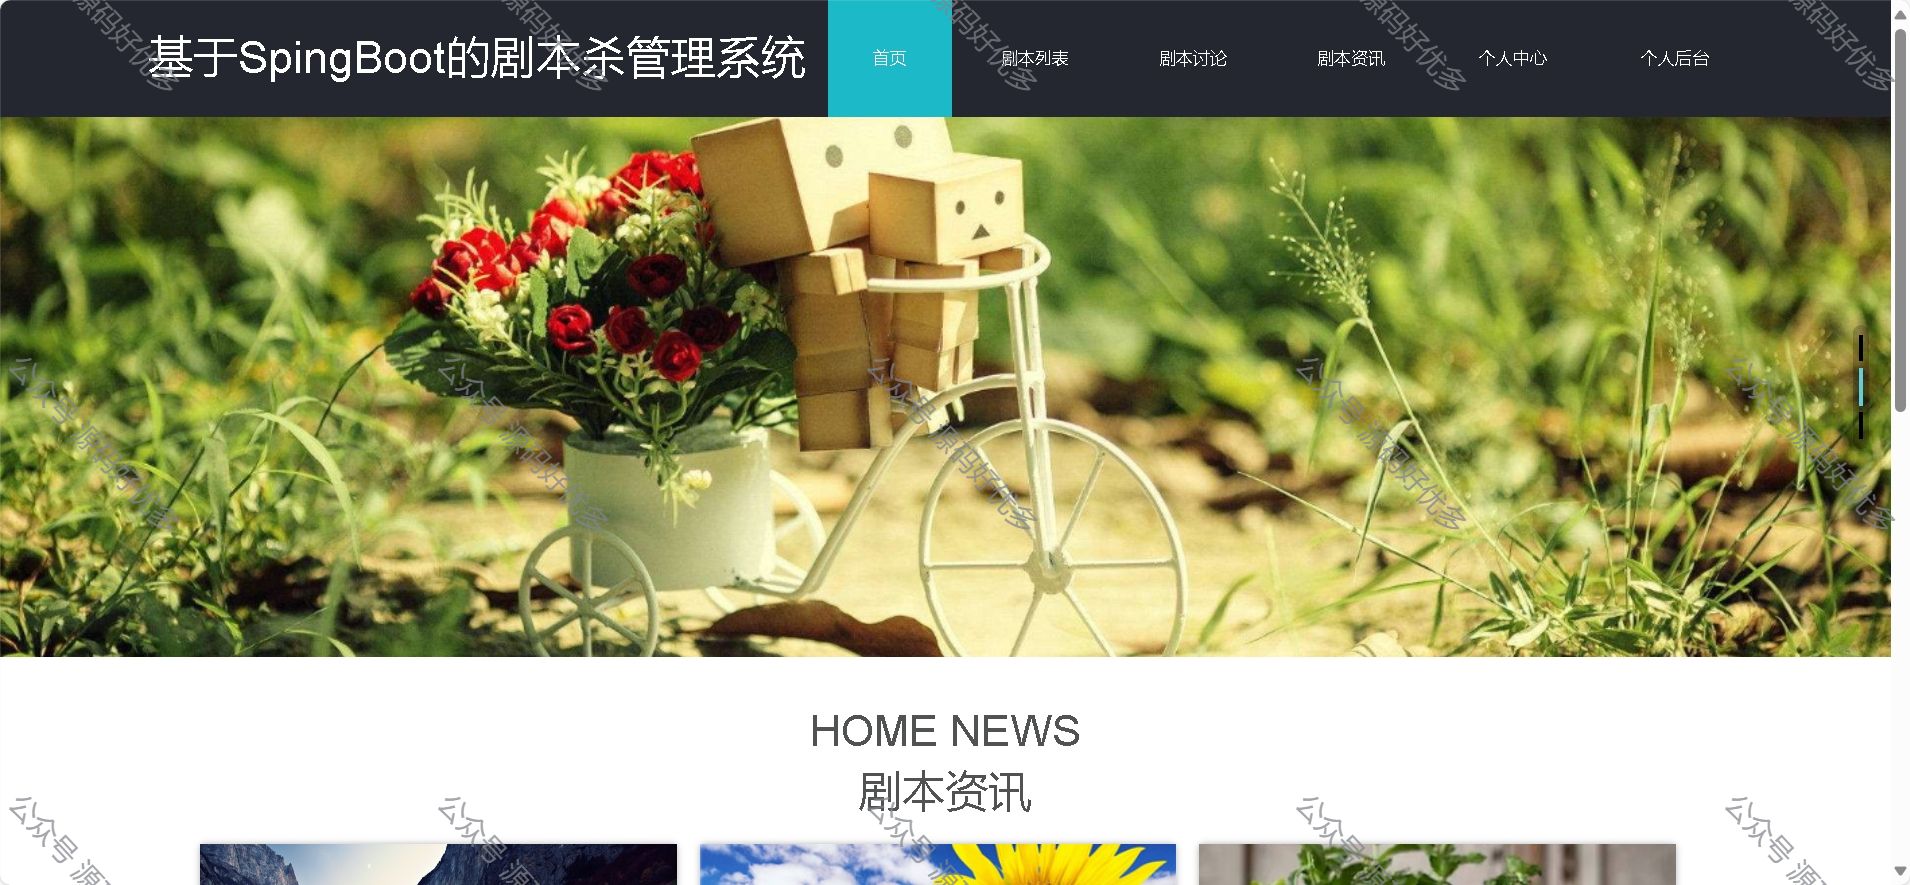 基于SpingBoot的剧本杀管理系统
首页
剧本列表
剧本讨论
剧本资讯
个人中心
个人后台
HOME NEWS
剧本资讯
公众号 源码好优多